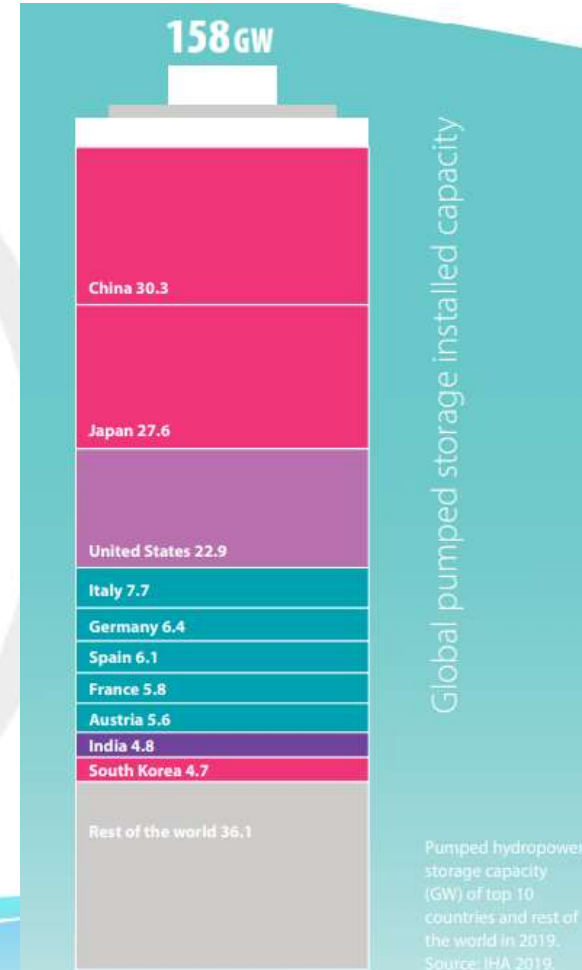 158 GW
China 30.3
Japan 27.6
United States 22.9
Italy 7.7
Germany 6.4
Spain 6.1
France 5.8
Austria 5.6
India 4.8
South Korea 4.7
Rest of the world 36.1
Global pumped storage installed capacity
Pumped hydropower
storage capacity
(GW) of top 10
countries and rest of
the world in 2019.
Source: IHA 2019.